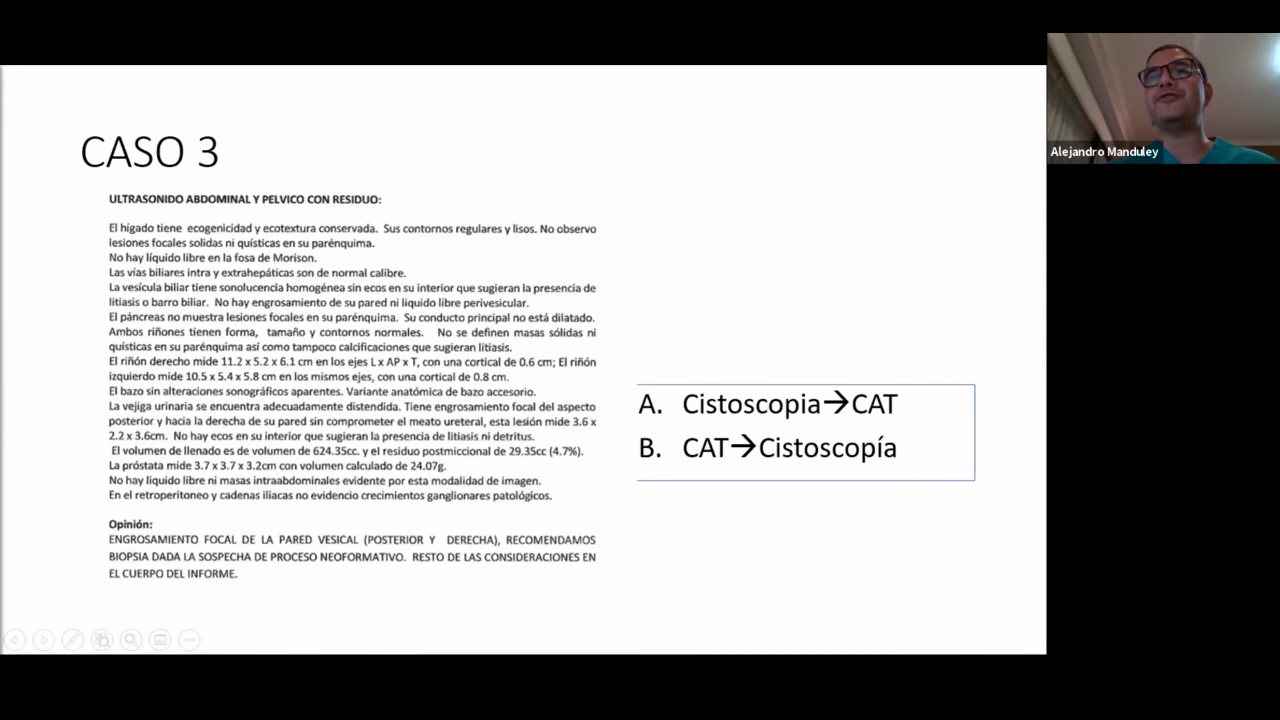 CASO 3
ULTRASONIDO ABDOMINAL Y PELVICO CON RESIDUO:
El hígado tiene ecogenicidad y ecotextura conservada. Sus contornos regulares y lisos. No observo
lesiones focales solidas ni quísticas en su parénquima.
No hay líquido libre en la fosa de Morison.
Las vías biliares intra y extrahepáticas son de normal calibre.
La vesícula biliar tiene sonolucencia homogénea sin ecos en su interior que sugieran la presencia de
litiasis o barro biliar. No hay engrosamiento de su pared ni liquido libre perivesicular.
El páncreas no muestra lesiones focales en su parénquima. Su conducto principal no está dilatado.
Ambos riñones tienen forma, tamaño y contornos normales. No se definen masas sólidas ni
quísticas en su parénquima así como tampoco calcificaciones que sugieran litiasis.
El riñón derecho mide 11.2 x 5.2 x 6.1 cm en los ejes L x AP x T, con una cortical de 0.6 cm; El riñón
izquierdo mide 10.5 x 5.4 x 5.8 cm en los mismos ejes, con una cortical de 0.8 cm.
El bazo sin alteraciones sonográficos aparentes. Variante anatómica de bazo accesorio.
La vejiga urinaria se encuentra adecuadamente distendida. Tiene engrosamiento focal del aspecto
posterior y hacia la derecha de su pared sin comprometer el meato ureteral, esta lesión mide 3.6 x
2.2 x 3.6cm. No hay ecos en su interior que sugieran la presencia de litiasis ni detritus.
El volumen de llenado es de volumen de 624.35cc. y el residuo postmiccional de 29.35cc (4.7%).
La próstata mide 3.7 x 3.7 x 3.2cm con volumen calculado de 24.07g.
No hay líquido libre ni masas intraabdominales evidente por esta modalidad de imagen.
En el retroperitoneo y cadenas iliacas no evidencio crecimientos ganglionares patológicos.
Opinión:
ENGROSAMIENTO FOCAL DE LA PARED VESICAL (POSTERIOR Y DERECHA), RECOMENDAMOS
BIOPSIA DADA LA SOSPECHA DE PROCESO NEOFORMATIVO. RESTO DE LAS CONSIDERACIONES EN
EL CUERPO DEL INFORME.
A. Cistoscopia→CAT
B. CAT→Cistoscopía
Alejandro Manduley